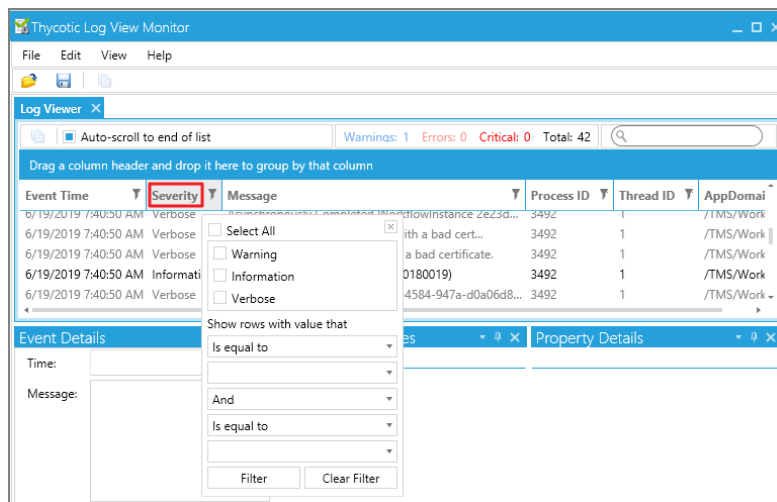 Thycotic Log View Monitor
File Edit View Help
Log Viewer
Auto-scroll to end of list Warnings: 1 Errors: 0 Critical: 0 Total: 42
Drag a column header and drop it here to group by that column
Event Time Severity Message Process ID Thread ID AppDomai
6/19/2019 7:40:50 AM Verbose Asynchronously Completed WorkflowInstance 2e23d... 3492 1 /TMS/Work
6/19/2019 7:40:50 AM Verbose ith a bad cert... 3492 1 /TMS/Work
6/19/2019 7:40:50 AM Verbose a bad certificate. 3492 1 /TMS/Work
6/19/2019 7:40:50 AM Informati 0180019) 3492 1 /TMS/Work
6/19/2019 7:40:50 AM Verbose -4584-947a-d0a06d8... 3492 1 /TMS/Work
Select All
Warning
Information
Verbose
Show rows with value that
Is equal to
And
Is equal to
Filter Clear Filter
Event Details es Property Details
Time:
Message: